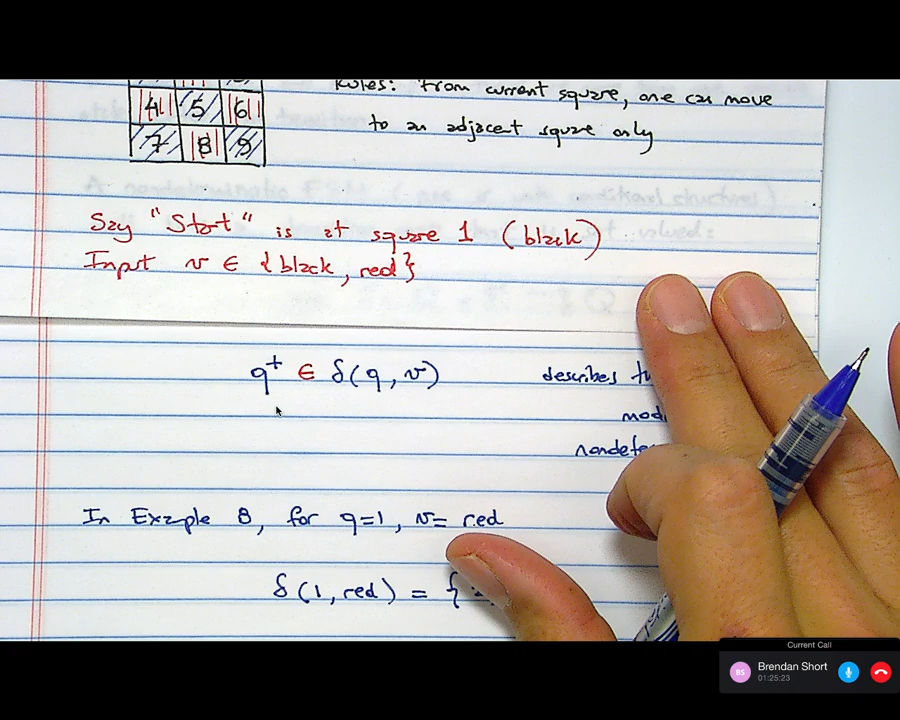 Rules: From current square, one can move
4 5 6
to an adjacent square only
7 8 9
Say "Start" is at square 1 (black)
Input v ∈ {black, red}
q⁺ ∈ δ(q, v) describes
In Example 8, for q=1, v= red
δ(1, red) = {
Current Call
BS
Brendan Short
01:25:23